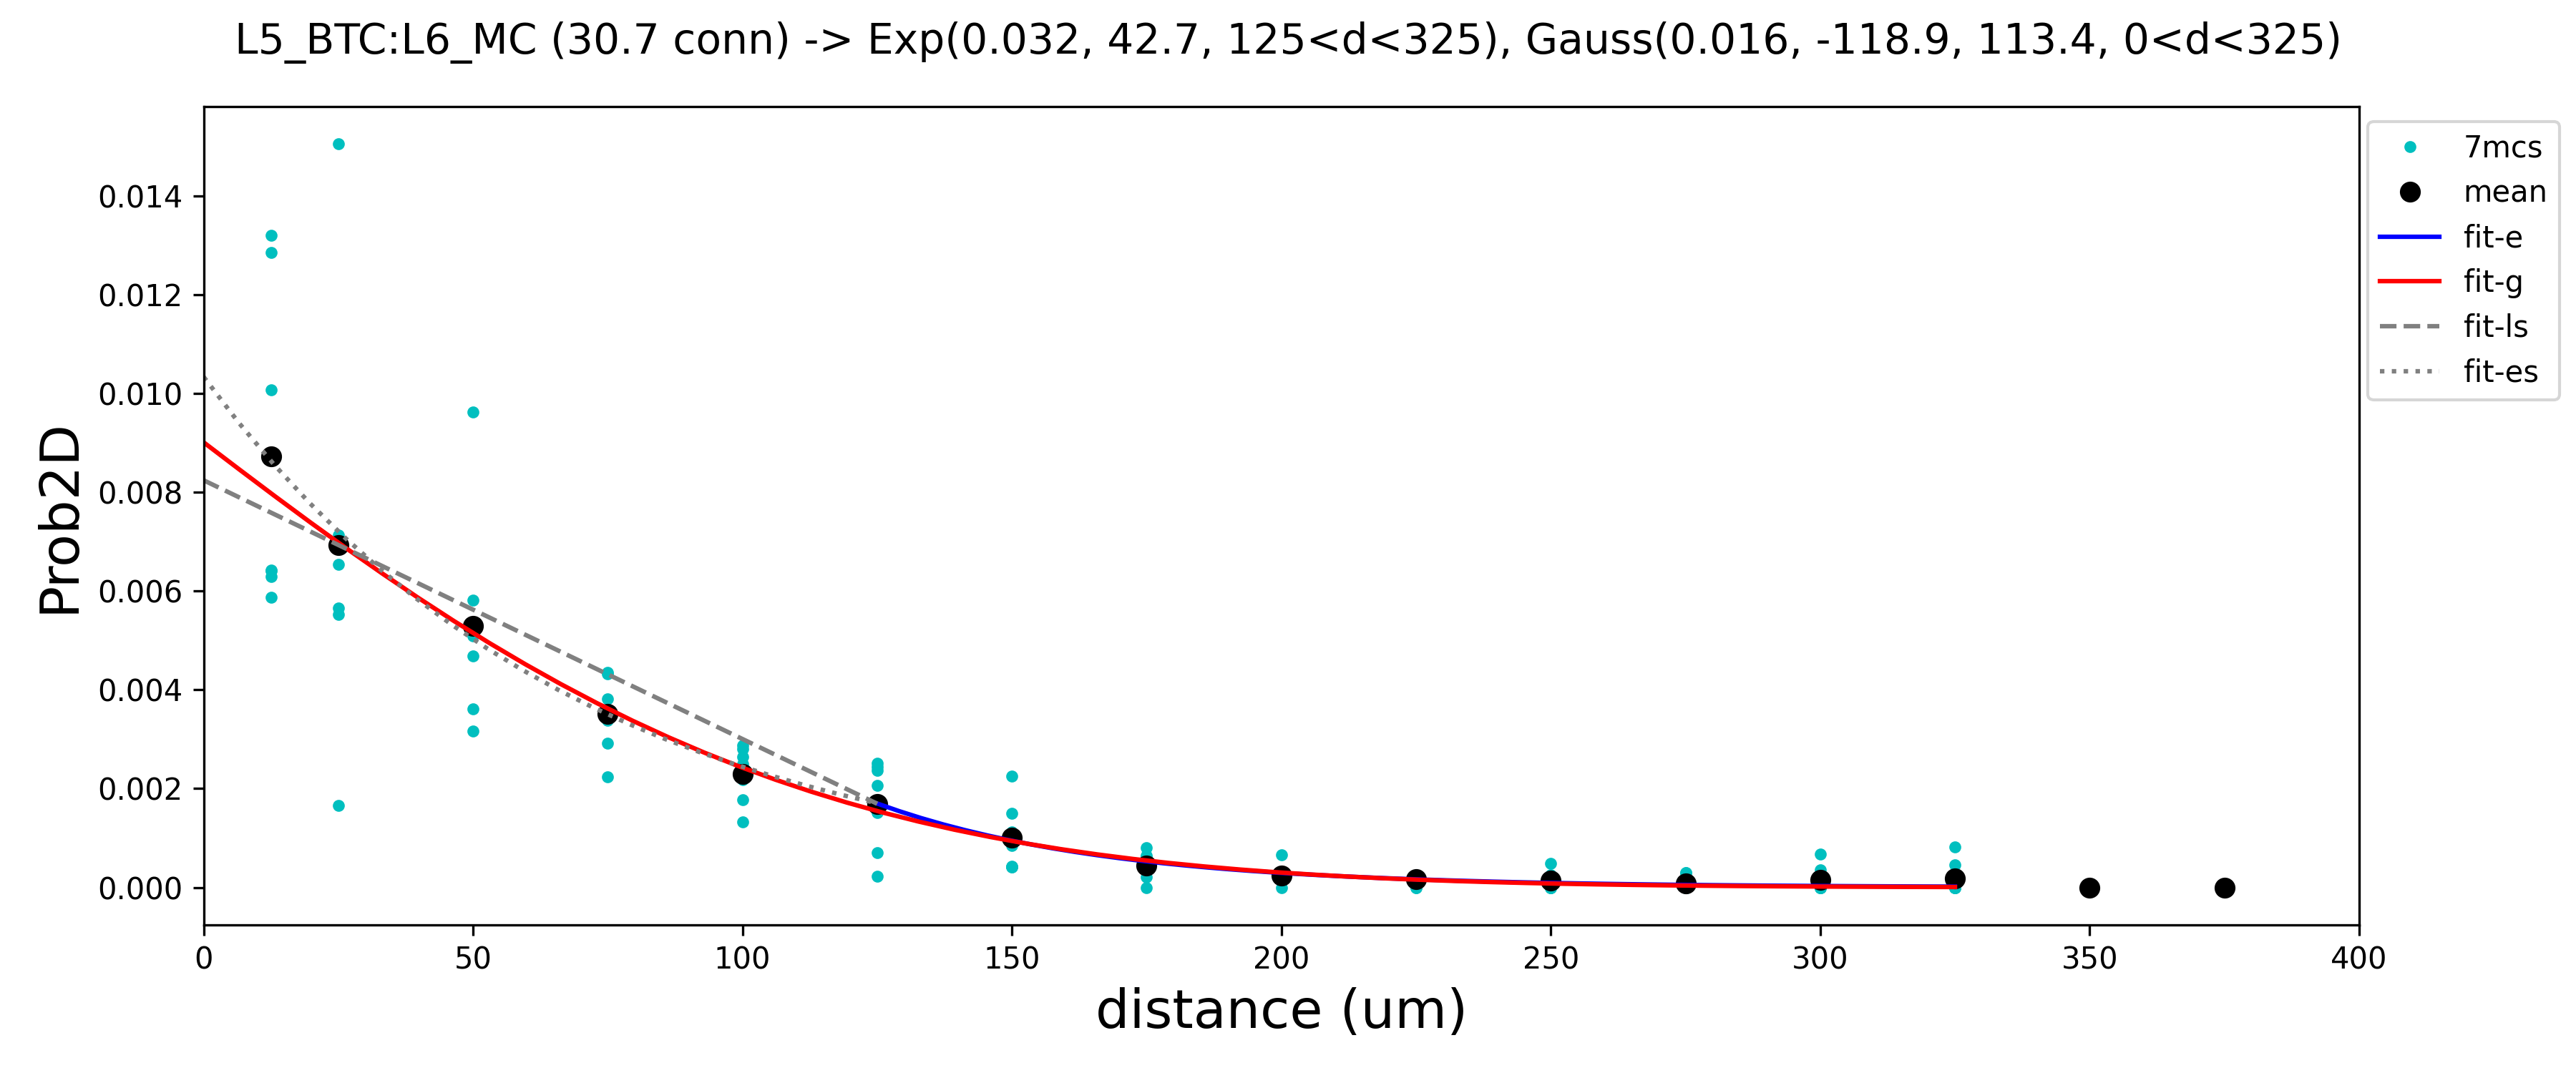 L5_BTC:L6_MC (30.7 conn) -> Exp(0.032, 42.7, 125<d<325), Gauss(0.016, -118.9, 113.4, 0<d<325)
Prob2D
0.014
0.012
0.010
0.008
0.006
0.004
0.002
0.000
0 50 100 150 200 250 300 350 400
distance (um)
7mcs
mean
fit-e
fit-g
fit-ls
fit-es